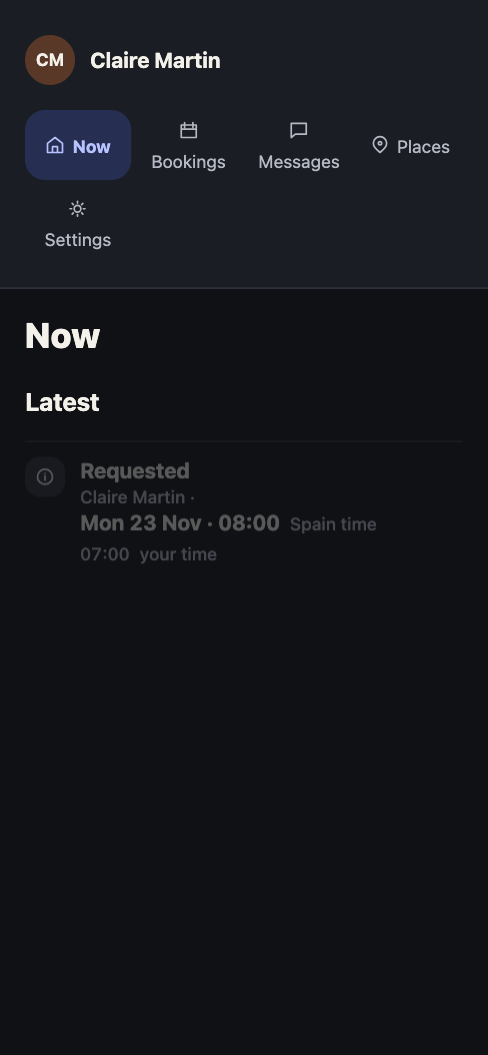 CM Claire Martin
Now
Bookings
Messages
Places
Settings
Now
Latest
Requested
Claire Martin ·
Mon 23 Nov · 08:00 Spain time
07:00 your time